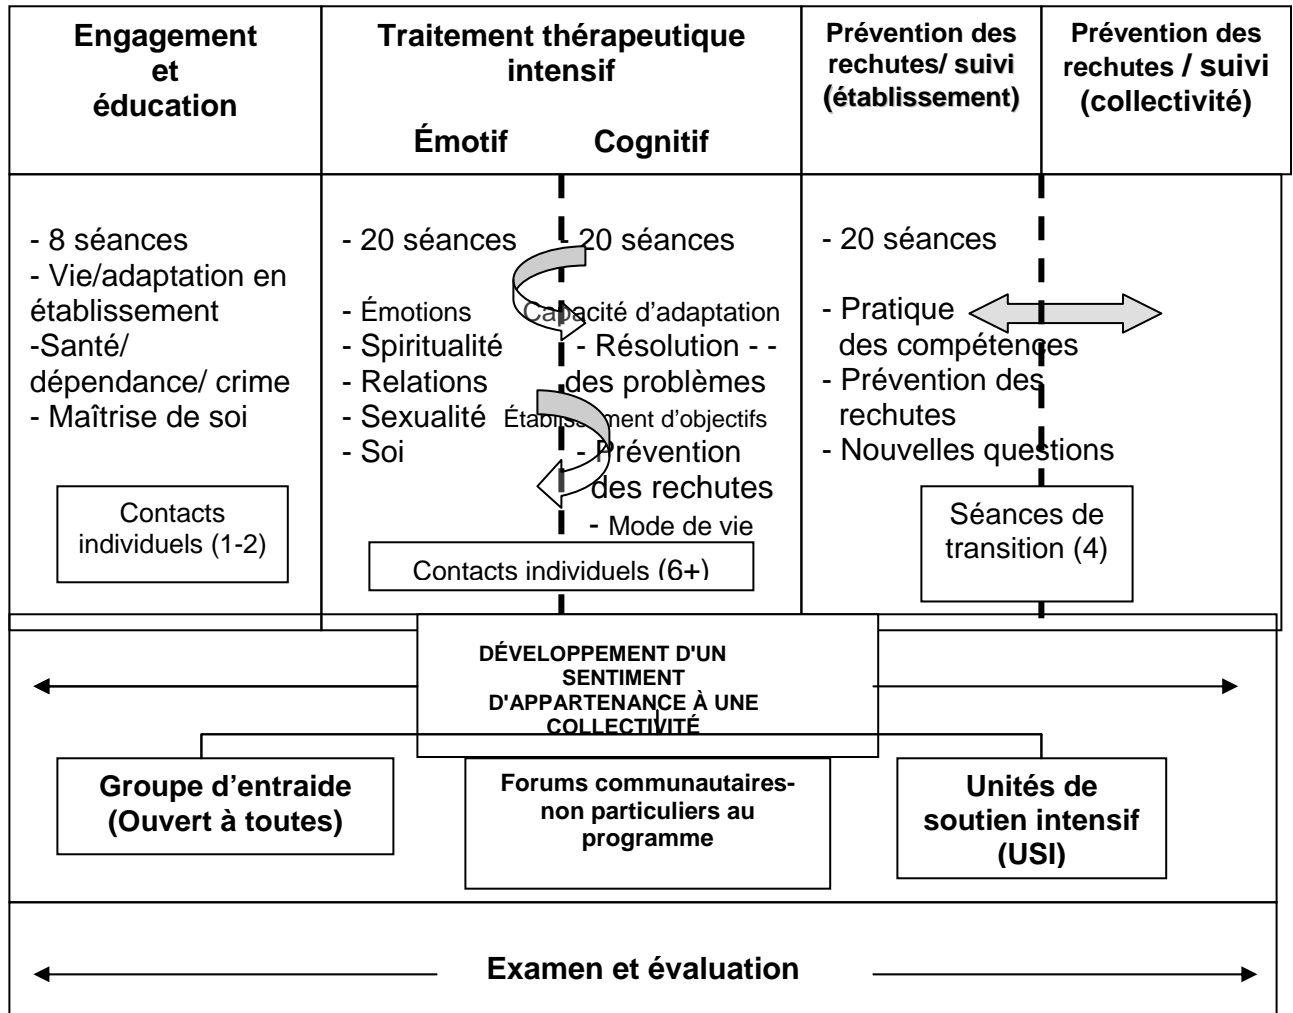 Engagement
et
éducation
Traitement thérapeutique
intensif
Émotif Cognitif
Prévention des
rechutes/ suivi
(établissement)
Prévention des
rechutes / suivi
(collectivité)
- 8 séances
- Vie/adaptation en
établissement
-Santé/
dépendance/ crime
- Maîtrise de soi
Contacts
individuels (1-2)
- 20 séances
- Émotions
- Spiritualité
- Relations
- Sexualité
- Soi
- 20 séances
Capacité d'adaptation
- Résolution - -
des problèmes
Établissement d'objectifs
- Prévention
des rechutes
- Mode de vie
Contacts individuels (6+)
- 20 séances
- Pratique
des compétences
- Prévention des
rechutes
- Nouvelles questions
Séances de
transition (4)
DÉVELOPPEMENT D'UN
SENTIMENT
D'APPARTENANCE À UNE
COLLECTIVITÉ
Groupe d'entraide
(Ouvert à toutes)
Forums communautaires-
non particuliers au
programme
Unités de
soutien intensif
(USI)
Examen et évaluation